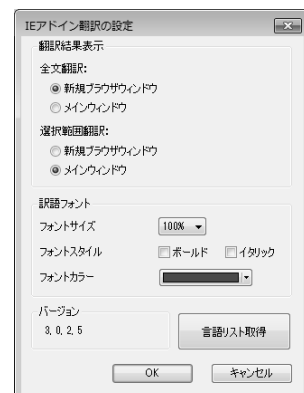 IEアドイン翻訳の設定
翻訳結果表示
全文翻訳:
新規ブラウザウィンドウ
メインウィンドウ
選択範囲翻訳:
新規ブラウザウィンドウ
メインウィンドウ
訳語フォント
フォントサイズ 100%
フォントスタイル ボールド イタリック
フォントカラー
バージョン
3, 0, 2, 5 言語リスト取得
OK キャンセル